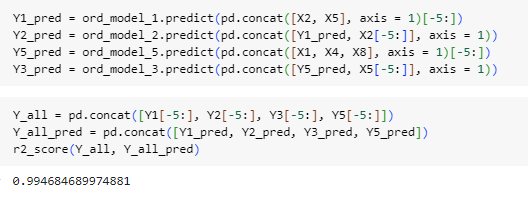 Y1_pred = ord_model_1.predict(pd.concat([X2, X5], axis = 1)[-5:])
Y2_pred = ord_model_2.predict(pd.concat([Y1_pred, X2[-5:]], axis = 1))
Y5_pred = ord_model_5.predict(pd.concat([X1, X4, X8], axis = 1)[-5:])
Y3_pred = ord_model_3.predict(pd.concat([Y5_pred, X5[-5:]], axis = 1))
Y_all = pd.concat([Y1[-5:], Y2[-5:], Y3[-5:], Y5[-5:]])
Y_all_pred = pd.concat([Y1_pred, Y2_pred, Y3_pred, Y5_pred])
r2_score(Y_all, Y_all_pred)
0.994684689974881